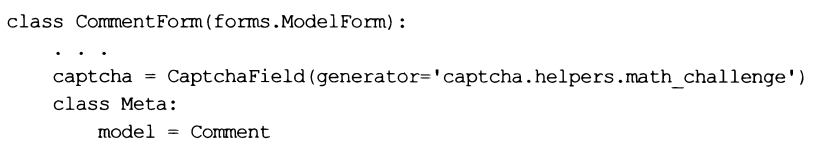 class CommentForm(forms.ModelForm):
    . . .
    captcha = CaptchaField(generator='captcha.helpers.math_challenge')
    class Meta:
        model = Comment